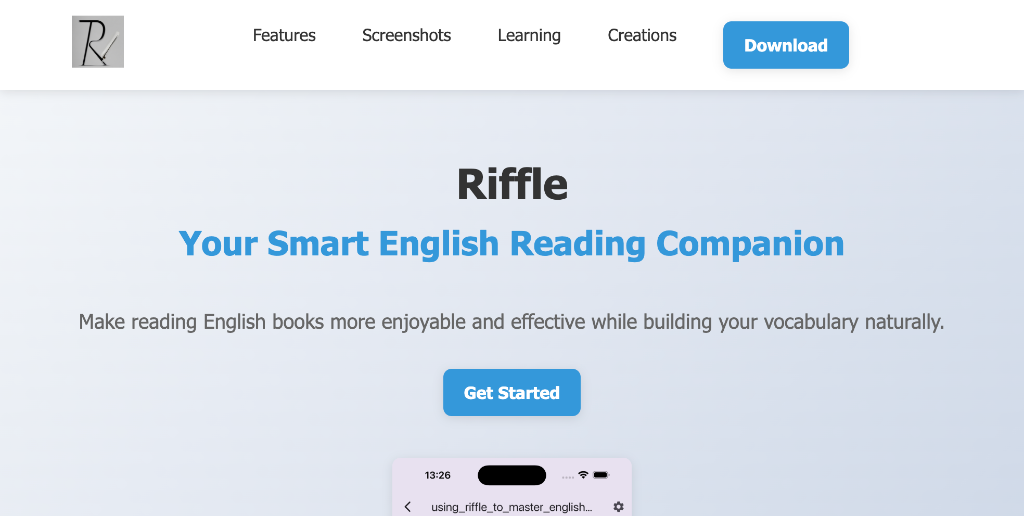 Features
Screenshots
Learning
Creations
Download
Riffle
Your Smart English Reading Companion
Make reading English books more enjoyable and effective while building your vocabulary naturally.
Get Started
13:26
using_riffle_to_master_english...